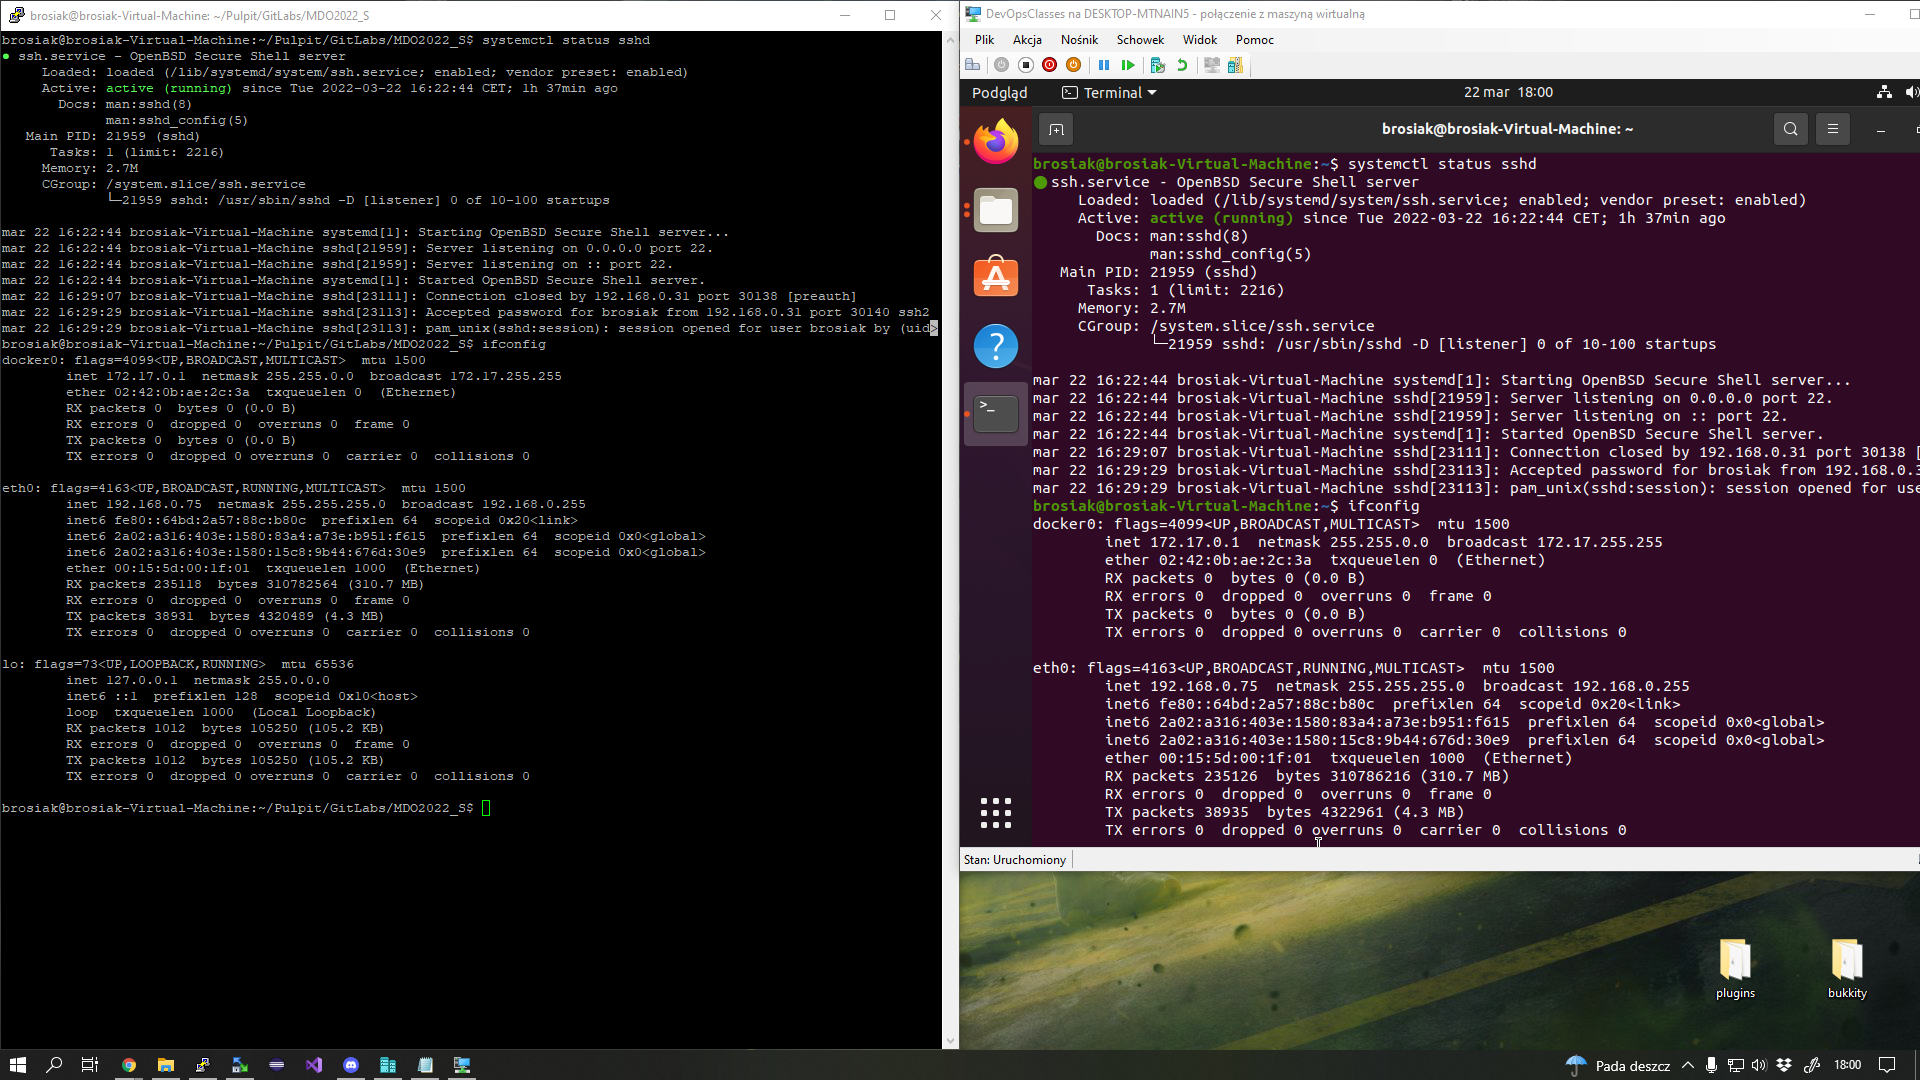 brosiak@brosiak-Virtual-Machine: ~/Pulpit/GitLabs/MDO2022_S
brosiak@brosiak-Virtual-Machine:~/Pulpit/GitLabs/MDO2022_S$ systemctl status sshd
● ssh.service - OpenBSD Secure Shell server
Loaded: loaded (/lib/systemd/system/ssh.service; enabled; vendor preset: enabled)
Active: active (running) since Tue 2022-03-22 16:22:44 CET; 1h 37min ago
Docs: man:sshd(8)
man:sshd_config(5)
Main PID: 21959 (sshd)
Tasks: 1 (limit: 2216)
Memory: 2.7M
CGroup: /system.slice/ssh.service
└─21959 sshd: /usr/sbin/sshd -D [listener] 0 of 10-100 startups
mar 22 16:22:44 brosiak-Virtual-Machine systemd[1]: Starting OpenBSD Secure Shell server...
mar 22 16:22:44 brosiak-Virtual-Machine sshd[21959]: Server listening on 0.0.0.0 port 22.
mar 22 16:22:44 brosiak-Virtual-Machine sshd[21959]: Server listening on :: port 22.
mar 22 16:22:44 brosiak-Virtual-Machine systemd[1]: Started OpenBSD Secure Shell server.
mar 22 16:29:07 brosiak-Virtual-Machine sshd[23111]: Connection closed by 192.168.0.31 port 30138 [preauth]
mar 22 16:29:29 brosiak-Virtual-Machine sshd[23113]: Accepted password for brosiak from 192.168.0.31 port 30140 ssh2
mar 22 16:29:29 brosiak-Virtual-Machine sshd[23113]: pam_unix(sshd:session): session opened for user brosiak by (uid>
brosiak@brosiak-Virtual-Machine:~/Pulpit/GitLabs/MDO2022_S$ ifconfig
docker0: flags=4099<UP,BROADCAST,MULTICAST>  mtu 1500
inet 172.17.0.1  netmask 255.255.0.0  broadcast 172.17.255.255
ether 02:42:0b:ae:2c:3a  txqueuelen 0  (Ethernet)
RX packets 0  bytes 0 (0.0 B)
RX errors 0  dropped 0  overruns 0  frame 0
TX packets 0  bytes 0 (0.0 B)
TX errors 0  dropped 0 overruns 0  carrier 0  collisions 0
eth0: flags=4163<UP,BROADCAST,RUNNING,MULTICAST>  mtu 1500
inet 192.168.0.75  netmask 255.255.255.0  broadcast 192.168.0.255
inet6 fe80::64bd:2a57:88c:b80c  prefixlen 64  scopeid 0x20<link>
inet6 2a02:a316:403e:1580:83a4:a73e:b951:f615  prefixlen 64  scopeid 0x0<global>
inet6 2a02:a316:403e:1580:15c8:9b44:676d:30e9  prefixlen 64  scopeid 0x0<global>
ether 00:15:5d:00:1f:01  txqueuelen 1000  (Ethernet)
RX packets 235118  bytes 310782564 (310.7 MB)
RX errors 0  dropped 0  overruns 0  frame 0
TX packets 38931  bytes 4320489 (4.3 MB)
TX errors 0  dropped 0 overruns 0  carrier 0  collisions 0
lo: flags=73<UP,LOOPBACK,RUNNING>  mtu 65536
inet 127.0.0.1  netmask 255.0.0.0
inet6 ::1  prefixlen 128  scopeid 0x10<host>
loop  txqueuelen 1000  (Local Loopback)
RX packets 1012  bytes 105250 (105.2 KB)
RX errors 0  dropped 0  overruns 0  frame 0
TX packets 1012  bytes 105250 (105.2 KB)
TX errors 0  dropped 0 overruns 0  carrier 0  collisions 0
brosiak@brosiak-Virtual-Machine:~/Pulpit/GitLabs/MDO2022_S$
DevOpsClasses na DESKTOP-MTNAIN5 - połączenie z maszyną wirtualną
Plik Akcja Nośnik Schowek Widok Pomoc
Podgląd Terminal 22 mar 18:00
brosiak@brosiak-Virtual-Machine: ~
brosiak@brosiak-Virtual-Machine:~$ systemctl status sshd
● ssh.service - OpenBSD Secure Shell server
Loaded: loaded (/lib/systemd/system/ssh.service; enabled; vendor preset: enabled)
Active: active (running) since Tue 2022-03-22 16:22:44 CET; 1h 37min ago
Docs: man:sshd(8)
man:sshd_config(5)
Main PID: 21959 (sshd)
Tasks: 1 (limit: 2216)
Memory: 2.7M
CGroup: /system.slice/ssh.service
└─21959 sshd: /usr/sbin/sshd -D [listener] 0 of 10-100 startups
mar 22 16:22:44 brosiak-Virtual-Machine systemd[1]: Starting OpenBSD Secure Shell server...
mar 22 16:22:44 brosiak-Virtual-Machine sshd[21959]: Server listening on 0.0.0.0 port 22.
mar 22 16:22:44 brosiak-Virtual-Machine sshd[21959]: Server listening on :: port 22.
mar 22 16:22:44 brosiak-Virtual-Machine systemd[1]: Started OpenBSD Secure Shell server.
mar 22 16:29:07 brosiak-Virtual-Machine sshd[23111]: Connection closed by 192.168.0.31 port 30138 [
mar 22 16:29:29 brosiak-Virtual-Machine sshd[23113]: Accepted password for brosiak from 192.168.0.3
mar 22 16:29:29 brosiak-Virtual-Machine sshd[23113]: pam_unix(sshd:session): session opened for use
brosiak@brosiak-Virtual-Machine:~$ ifconfig
docker0: flags=4099<UP,BROADCAST,MULTICAST>  mtu 1500
inet 172.17.0.1  netmask 255.255.0.0  broadcast 172.17.255.255
ether 02:42:0b:ae:2c:3a  txqueuelen 0  (Ethernet)
RX packets 0  bytes 0 (0.0 B)
RX errors 0  dropped 0  overruns 0  frame 0
TX packets 0  bytes 0 (0.0 B)
TX errors 0  dropped 0 overruns 0  carrier 0  collisions 0
eth0: flags=4163<UP,BROADCAST,RUNNING,MULTICAST>  mtu 1500
inet 192.168.0.75  netmask 255.255.255.0  broadcast 192.168.0.255
inet6 fe80::64bd:2a57:88c:b80c  prefixlen 64  scopeid 0x20<link>
inet6 2a02:a316:403e:1580:83a4:a73e:b951:f615  prefixlen 64  scopeid 0x0<global>
inet6 2a02:a316:403e:1580:15c8:9b44:676d:30e9  prefixlen 64  scopeid 0x0<global>
ether 00:15:5d:00:1f:01  txqueuelen 1000  (Ethernet)
RX packets 235126  bytes 310786216 (310.7 MB)
RX errors 0  dropped 0  overruns 0  frame 0
TX packets 38935  bytes 4322961 (4.3 MB)
TX errors 0  dropped 0 overruns 0  carrier 0  collisions 0
Stan: Uruchomiony
plugins
bukkity
Pada deszcz
18:00